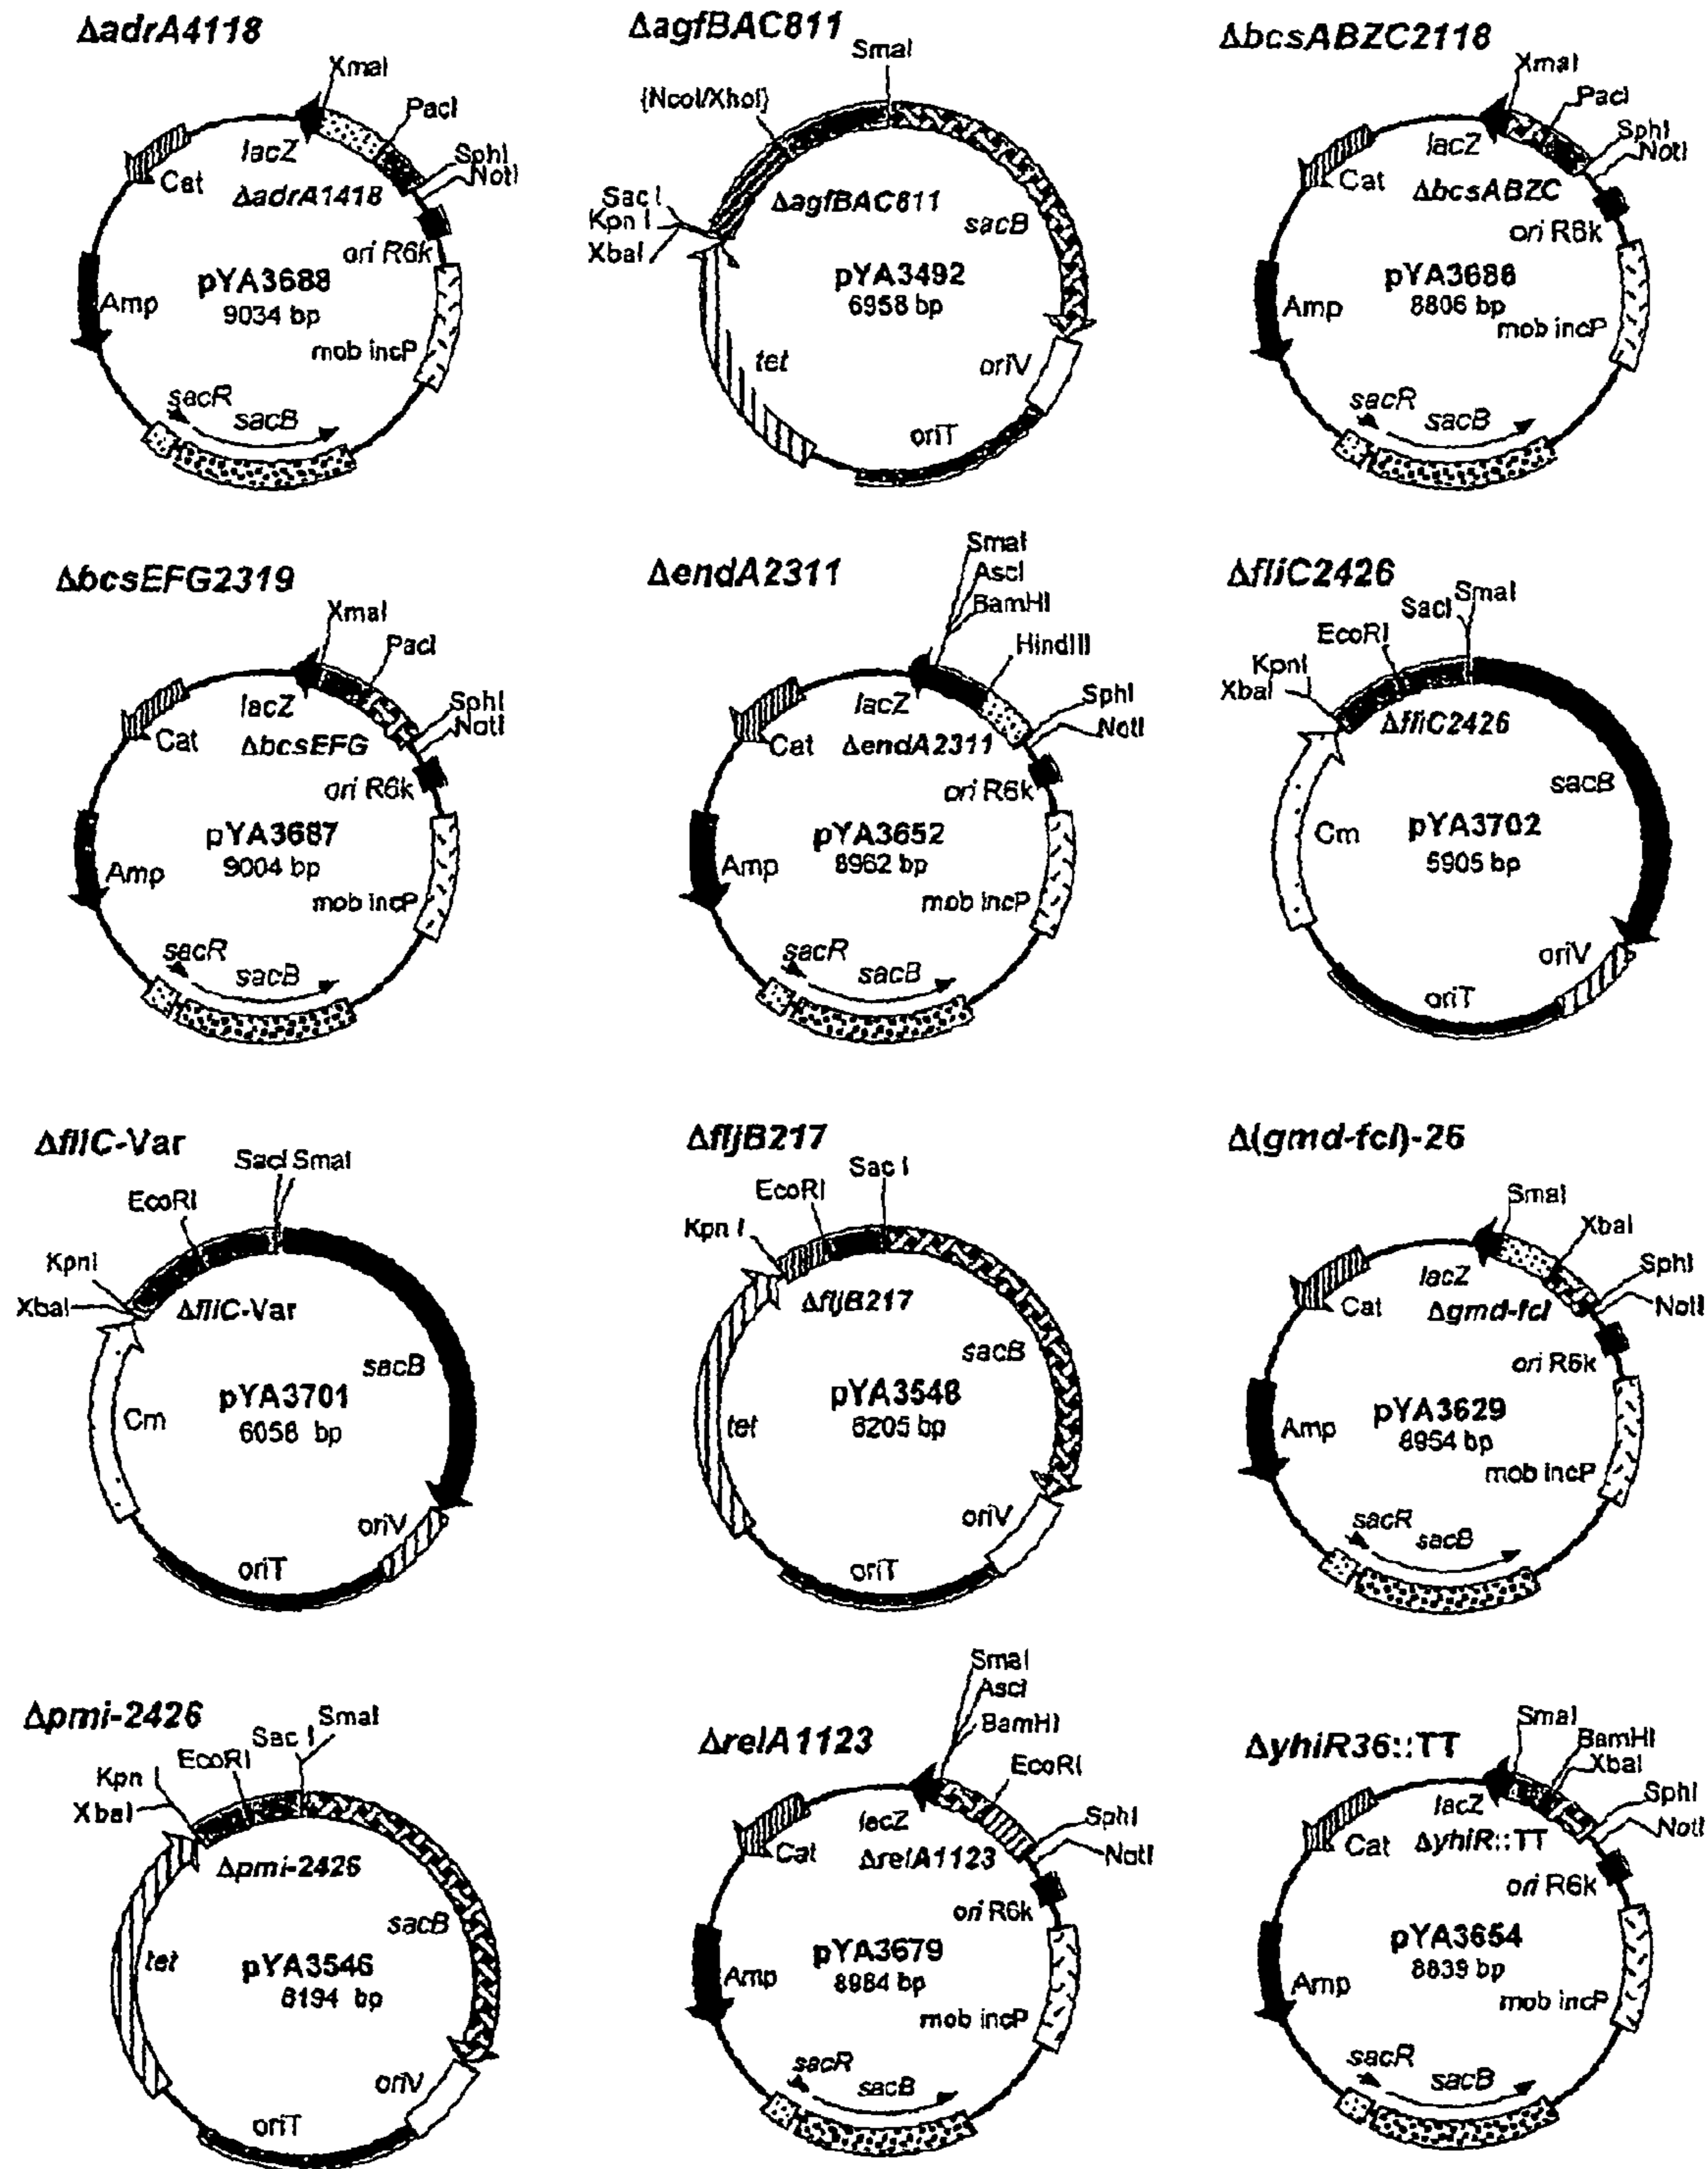 ΔadrA4118
XmaI
PacI
SphI
NotI
lacZ
Cat
ΔadrA1418
ori R6k
pYA3688
9034 bp
Amp
mob incP
sacR
sacB
ΔagfBAC811
SmaI
(NcoI/XhoI)
Sac I
Kpn I
XbaI
ΔagfBAC811
sacB
pYA3492
6958 bp
tet
oriV
oriT
ΔbcsABZC2118
XmaI
PacI
SphI
NotI
lacZ
Cat
ΔbcsABZC
ori R6k
pYA3686
8806 bp
Amp
mob incP
sacR
sacB
ΔbcsEFG2319
XmaI
PacI
SphI
NotI
lacZ
Cat
ΔbcsEFG
ori R6k
pYA3687
9004 bp
Amp
mob incP
sacR
sacB
ΔendA2311
SmaI
AscI
BamHI
HindIII
SphI
NotI
lacZ
Cat
ΔendA2311
ori R6k
pYA3652
8962 bp
Amp
mob incP
sacR
sacB
ΔfliC2426
SmaI
SacI
EcoRI
KpnI
XbaI
ΔfliC2426
sacB
Cm
pYA3702
5905 bp
oriV
oriT
ΔfliC-Var
SacI SmaI
EcoRI
KpnI
XbaI
ΔfliC-Var
sacB
pYA3701
6058 bp
Cm
oriV
oriT
ΔfljB217
Sac I
EcoRI
Kpn I
ΔfljB217
sacB
pYA3548
6205 bp
tet
oriV
oriT
Δ(gmd-fcl)-26
SmaI
XbaI
SphI
NotI
lacZ
Cat
Δgmd-fcl
ori R6k
pYA3629
8954 bp
Amp
mob incP
sacR
sacB
Δpmi-2426
SmaI
Sac I
EcoRI
Kpn I
XbaI
Δpmi-2426
sacB
tet
pYA3546
6194 bp
oriV
oriT
ΔrelA1123
SmaI
AscI
BamHI
EcoRI
SphI
NotI
lacZ
Cat
ΔrelA1123
ori R6k
pYA3679
8984 bp
Amp
mob incP
sacR
sacB
ΔyhiR36::TT
SmaI
BamHI
XbaI
SphI
NotI
lacZ
Cat
ΔyhiR::TT
ori R6k
pYA3654
8839 bp
Amp
mob incP
sacR
sacB